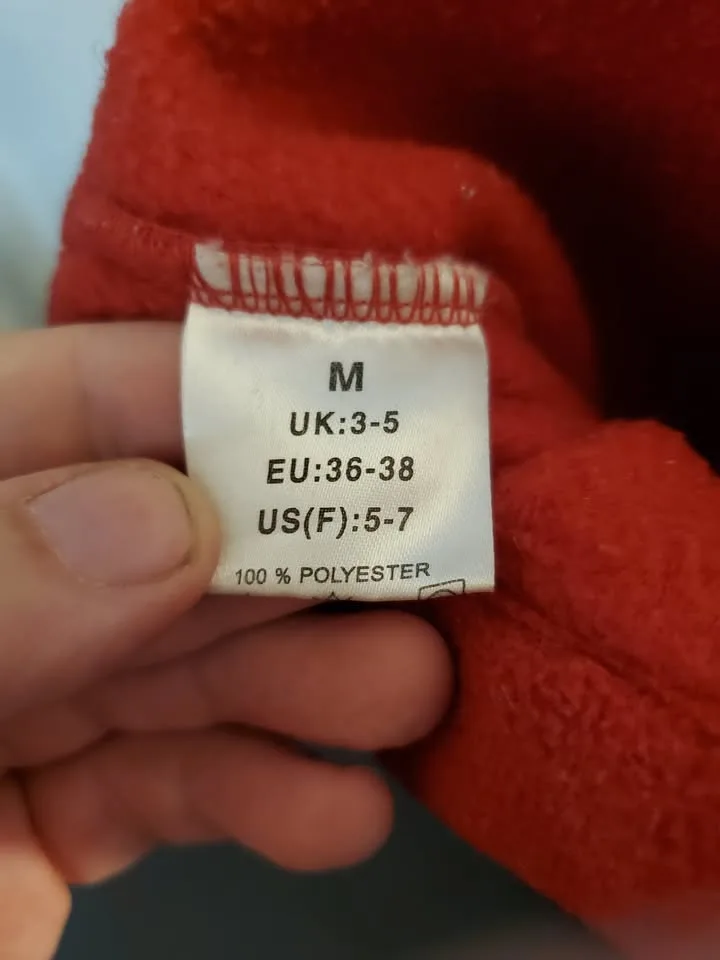 M
UK:3-5
EU:36-38
US(F):5-7
100 % POLYESTER